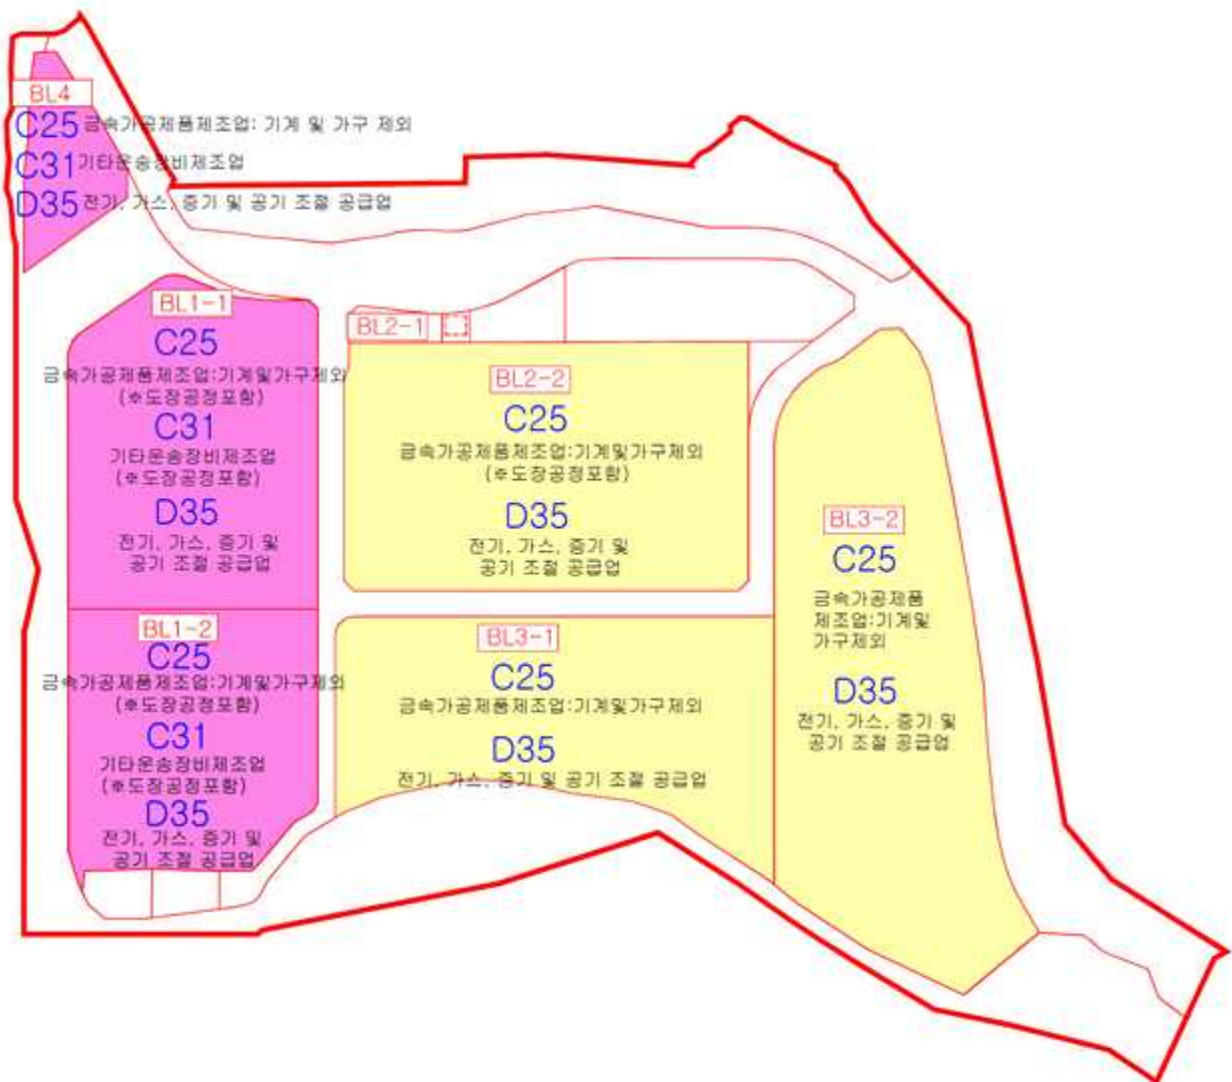 BL4
C25 금속가공제품제조업: 기계 및 가구 제외
C31 기타운송장비제조업
D35 전기, 가스, 증기 및 공기 조절 공급업
BL1-1
C25
금속가공제품제조업:기계및가구제외
(※도장공정포함)
C31
기타운송장비제조업
(※도장공정포함)
D35
전기, 가스, 증기 및
공기 조절 공급업
BL1-2
C25
금속가공제품제조업:기계및가구제외
(※도장공정포함)
C31
기타운송장비제조업
(※도장공정포함)
D35
전기, 가스, 증기 및
공기 조절 공급업
BL2-1
BL2-2
C25
금속가공제품제조업:기계및가구제외
(※도장공정포함)
D35
전기, 가스, 증기 및
공기 조절 공급업
BL3-1
C25
금속가공제품제조업:기계및가구제외
D35
전기, 가스, 증기 및 공기 조절 공급업
BL3-2
C25
금속가공제품
제조업:기계및
가구제외
D35
전기, 가스, 증기 및
공기 조절 공급업